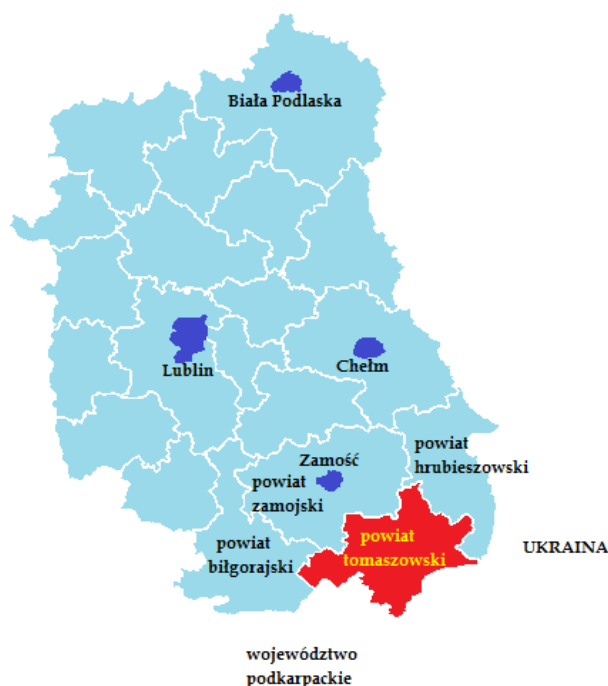 Biała Podlaska
Lublin
Chełm
powiat
hrubieszowski
Zamość
powiat
zamojski
powiat
tomaszowski
powiat
biłgorajski
UKRAINA
województwo
podkarpackie